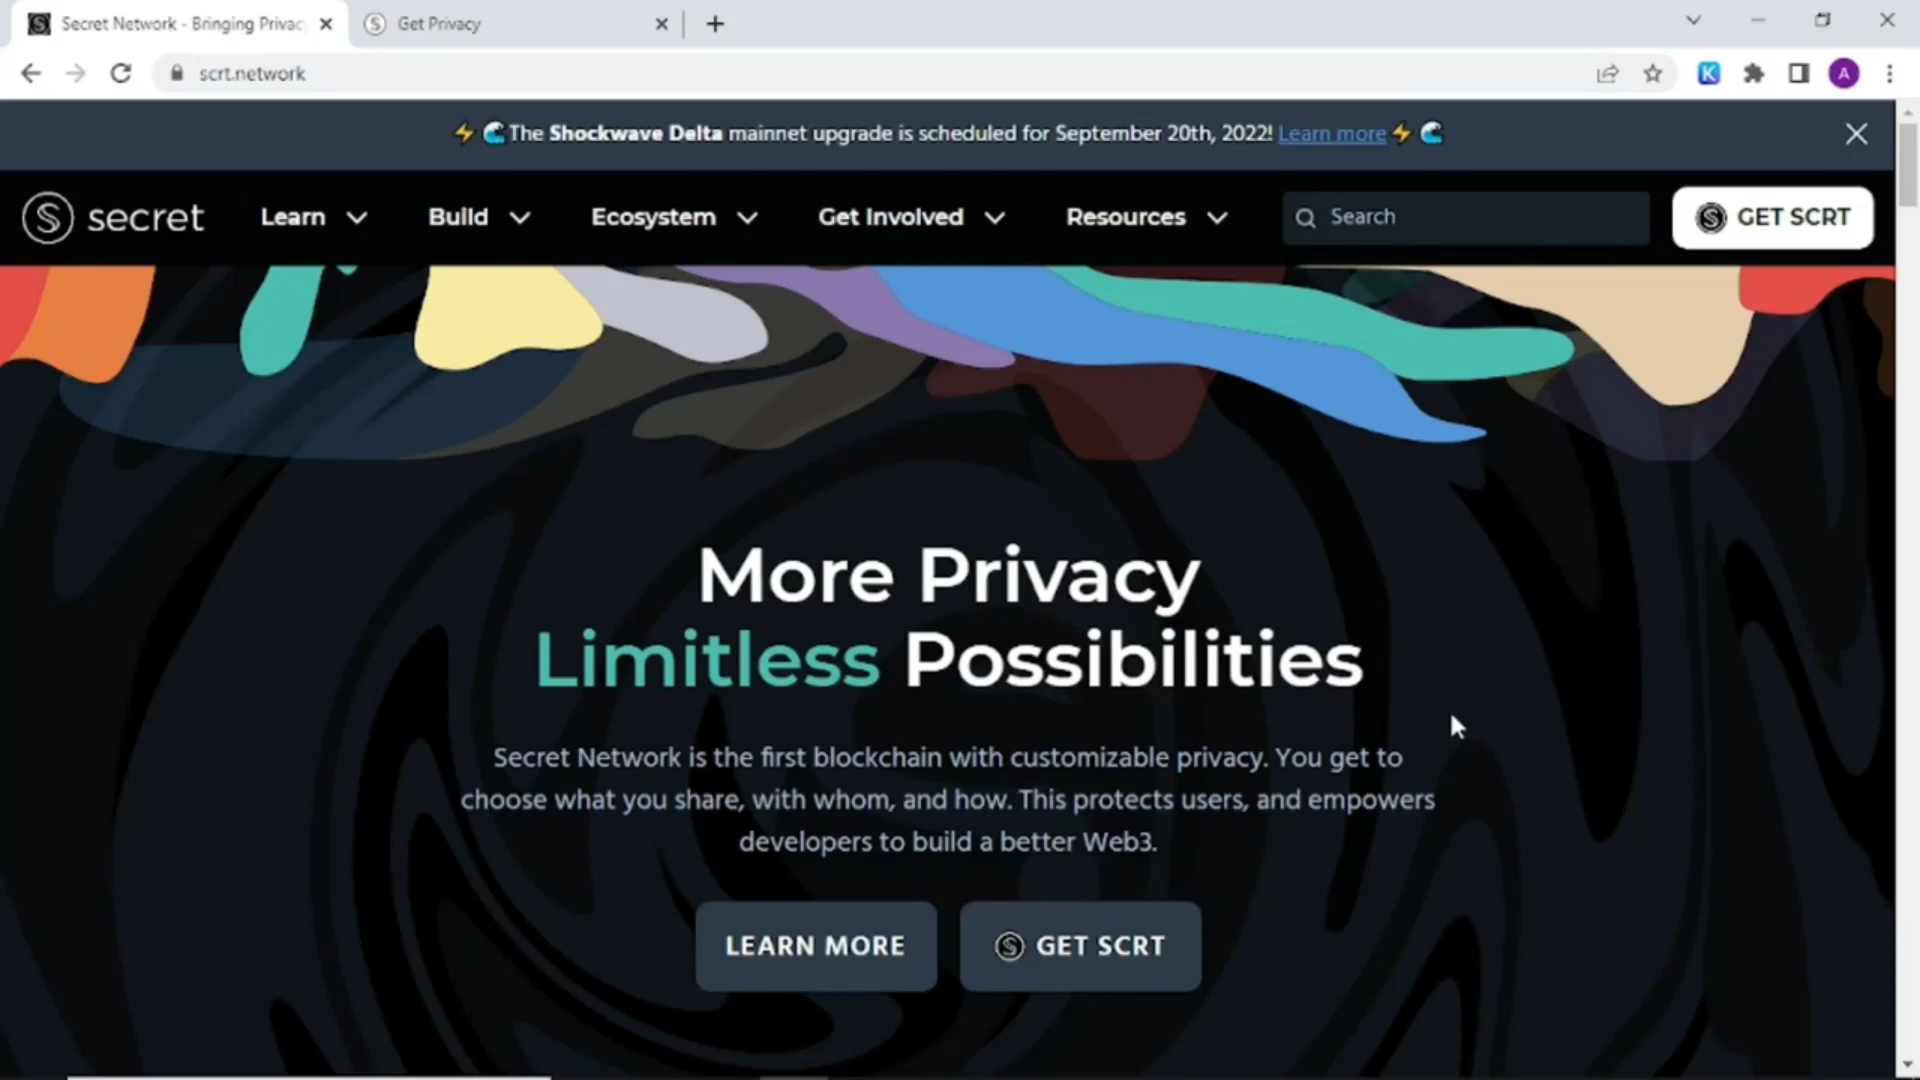 Secret Network - Bringing Privac
Get Privacy
scrt.network
K
A
The Shockwave Delta mainnet upgrade is scheduled for September 20th, 2022! Learn more
secret
Learn
Build
Ecosystem
Get Involved
Resources
Search
GET SCRT
More Privacy
Limitless Possibilities
Secret Network is the first blockchain with customizable privacy. You get to
choose what you share, with whom, and how. This protects users, and empowers
developers to build a better Web3.
LEARN MORE
GET SCRT